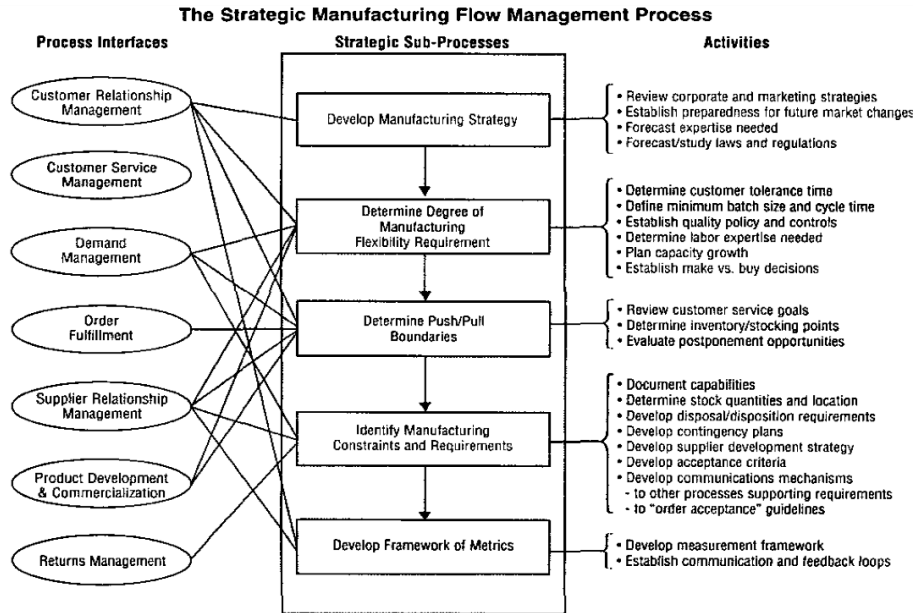 The Strategic Manufacturing Flow Management Process
Process Interfaces
Strategic Sub-Processes
Activities
Customer Relationship
Management
Customer Service
Management
Demand
Management
Order
Fulfillment
Supplier Relationship
Management
Product Development
& Commercialization
Returns Management
Develop Manufacturing Strategy
Determine Degree of
Manufacturing
Flexibility Requirement
Determine Push/Pull
Boundaries
Identify Manufacturing
Constraints and Requirements
Develop Framework of Metrics
• Review corporate and marketing strategies
• Establish preparedness for future market changes
• Forecast expertise needed
• Forecast/study laws and regulations
• Determine customer tolerance time
• Define minimum batch size and cycle time
• Establish quality policy and controls
• Determine labor expertise needed
• Plan capacity growth
• Establish make vs. buy decisions
• Review customer service goals
• Determine inventory/stocking points
• Evaluate postponement opportunities
• Document capabilities
• Determine stock quantities and location
• Develop disposal/disposition requirements
• Develop contingency plans
• Develop supplier development strategy
• Develop acceptance criteria
• Develop communications mechanisms
- to other processes supporting requirements
- to "order acceptance" guidelines
• Develop measurement framework
• Establish communication and feedback loops